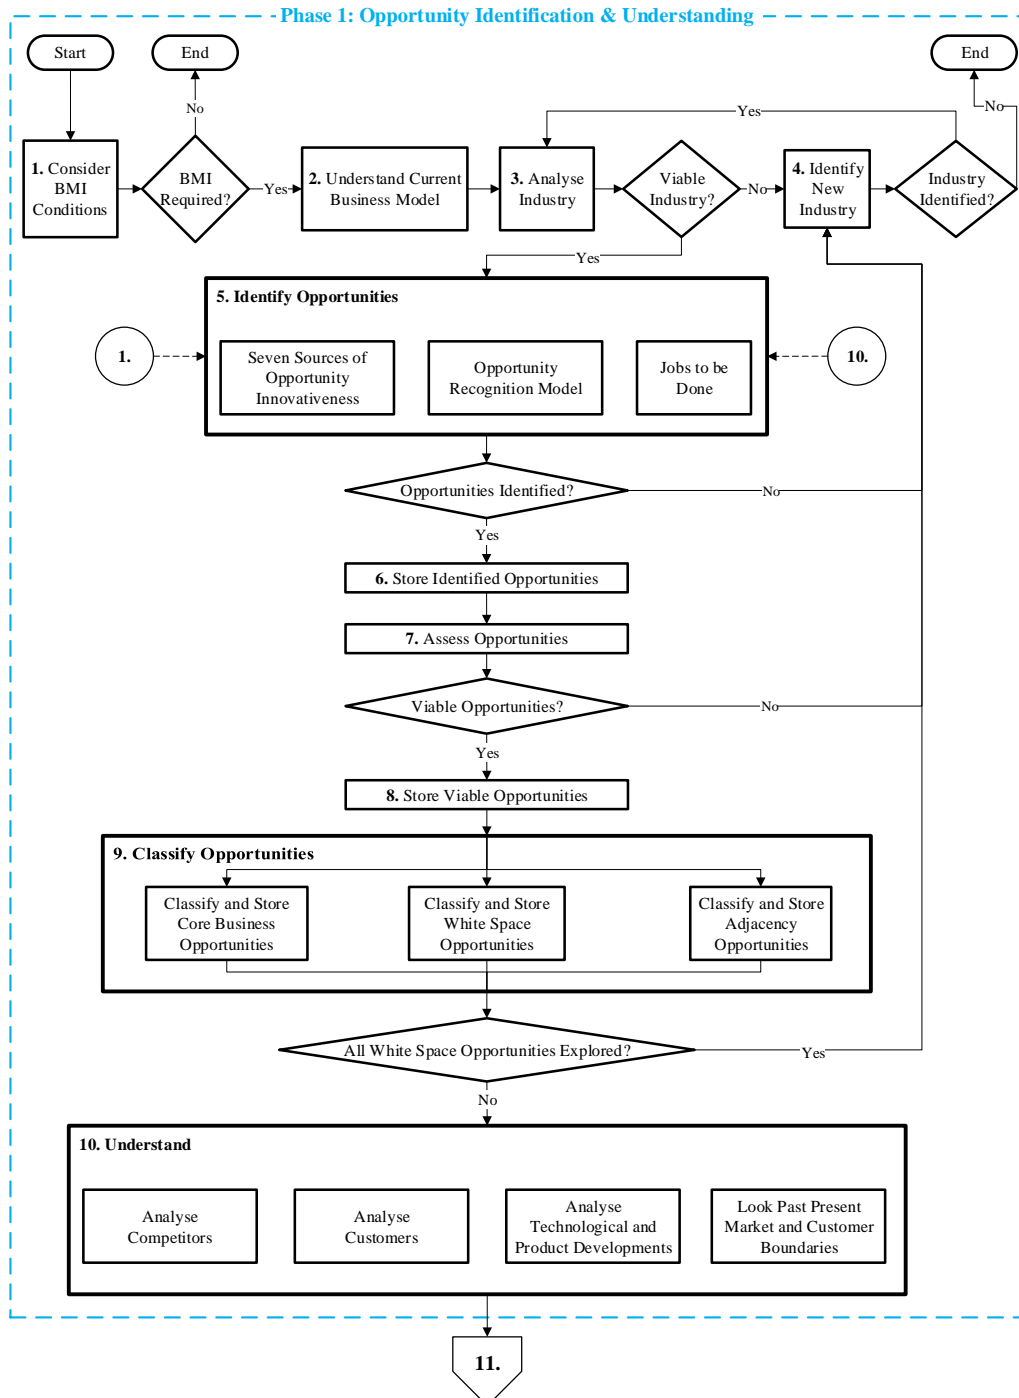 Phase 1: Opportunity Identification & Understanding
Start
End
End
No
No
Yes
1. Consider
BMI
Conditions
BMI
Required?
Yes
2. Understand Current
Business Model
3. Analyse
Industry
Viable
Industry?
No
4. Identify
New
Industry
Industry
Identified?
Yes
5. Identify Opportunities
1.
Seven Sources of
Opportunity
Innovativeness
Opportunity
Recognition Model
Jobs to be
Done
10.
Opportunities Identified?
No
Yes
6. Store Identified Opportunities
7. Assess Opportunities
Viable Opportunities?
No
Yes
8. Store Viable Opportunities
9. Classify Opportunities
Classify and Store
Core Business
Opportunities
Classify and Store
White Space
Opportunities
Classify and Store
Adjacency
Opportunities
All White Space Opportunities Explored?
Yes
No
10. Understand
Analyse
Competitors
Analyse
Customers
Analyse
Technological and
Product Developments
Look Past Present
Market and Customer
Boundaries
11.